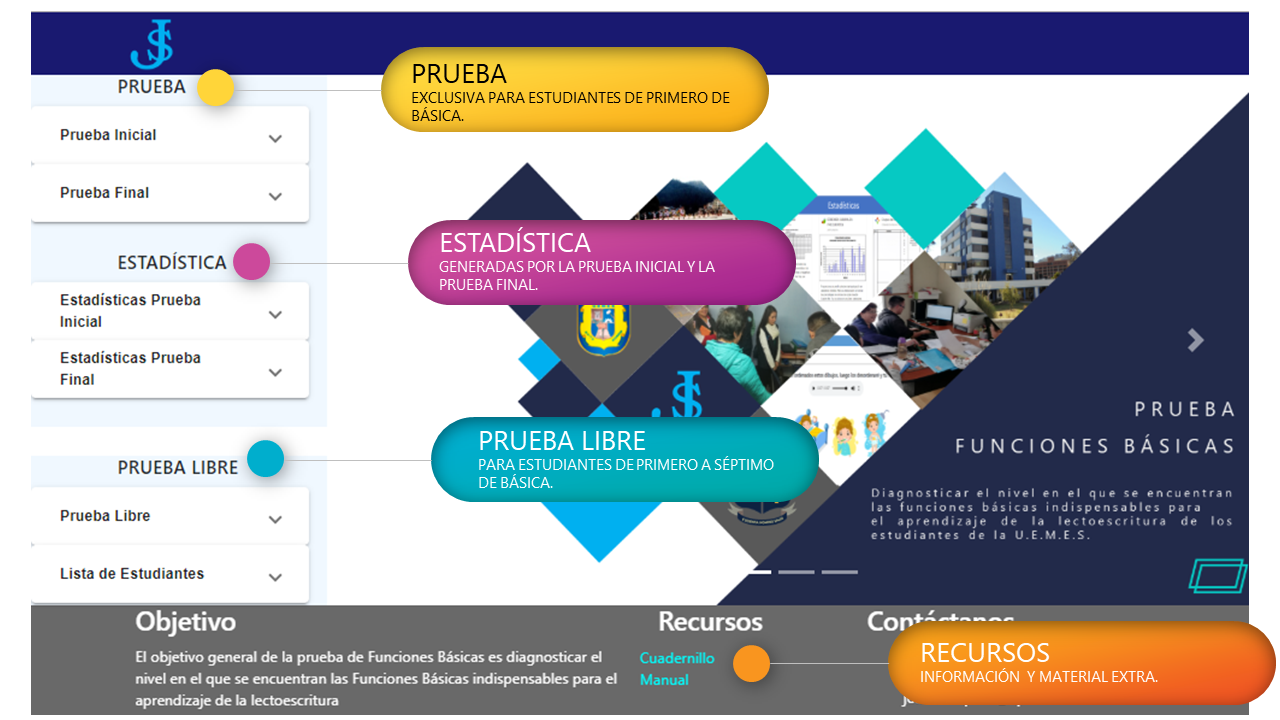 JS
PRUEBA
Prueba Inicial
Prueba Final
ESTADÍSTICA
Estadísticas Prueba
Inicial
Estadísticas Prueba
Final
PRUEBA LIBRE
Prueba Libre
Lista de Estudiantes
PRUEBA
EXCLUSIVA PARA ESTUDIANTES DE PRIMERO DE
BÁSICA.
ESTADÍSTICA
GENERADAS POR LA PRUEBA INICIAL Y LA
PRUEBA FINAL.
PRUEBA LIBRE
PARA ESTUDIANTES DE PRIMERO A SÉPTIMO
DE BÁSICA.
Estadísticas
JS
PRUEBA
FUNCIONES BÁSICAS
Diagnosticar el nivel en el que se encuentran
las funciones básicas indispensables para
el aprendizaje de la lectoescritura de los
estudiantes de la U.E.M.E.S.
Objetivo
El objetivo general de la prueba de Funciones Básicas es diagnosticar el
nivel en el que se encuentran las Funciones Básicas indispensables para el
aprendizaje de la lectoescritura
Recursos
Cuadernillo
Manual
Contáctanos
RECURSOS
INFORMACIÓN Y MATERIAL EXTRA.